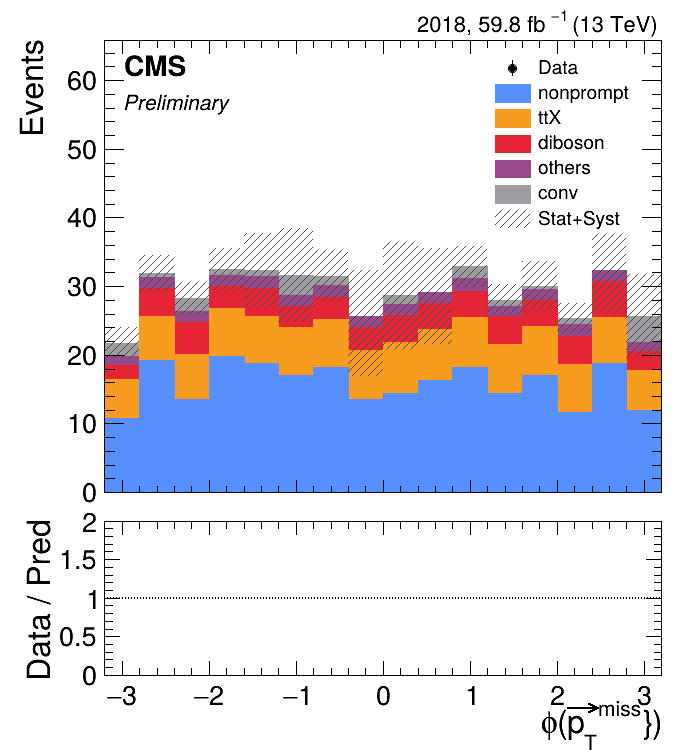 2018, 59.8 fb⁻¹ (13 TeV)
CMS
Preliminary
Data
nonprompt
ttX
diboson
others
conv
Stat+Syst
Events
60
50
40
30
20
10
0
Data / Pred
2
1.5
1
0.5
0
−3 −2 −1 0 1 2 3
ϕ(p_T^miss})